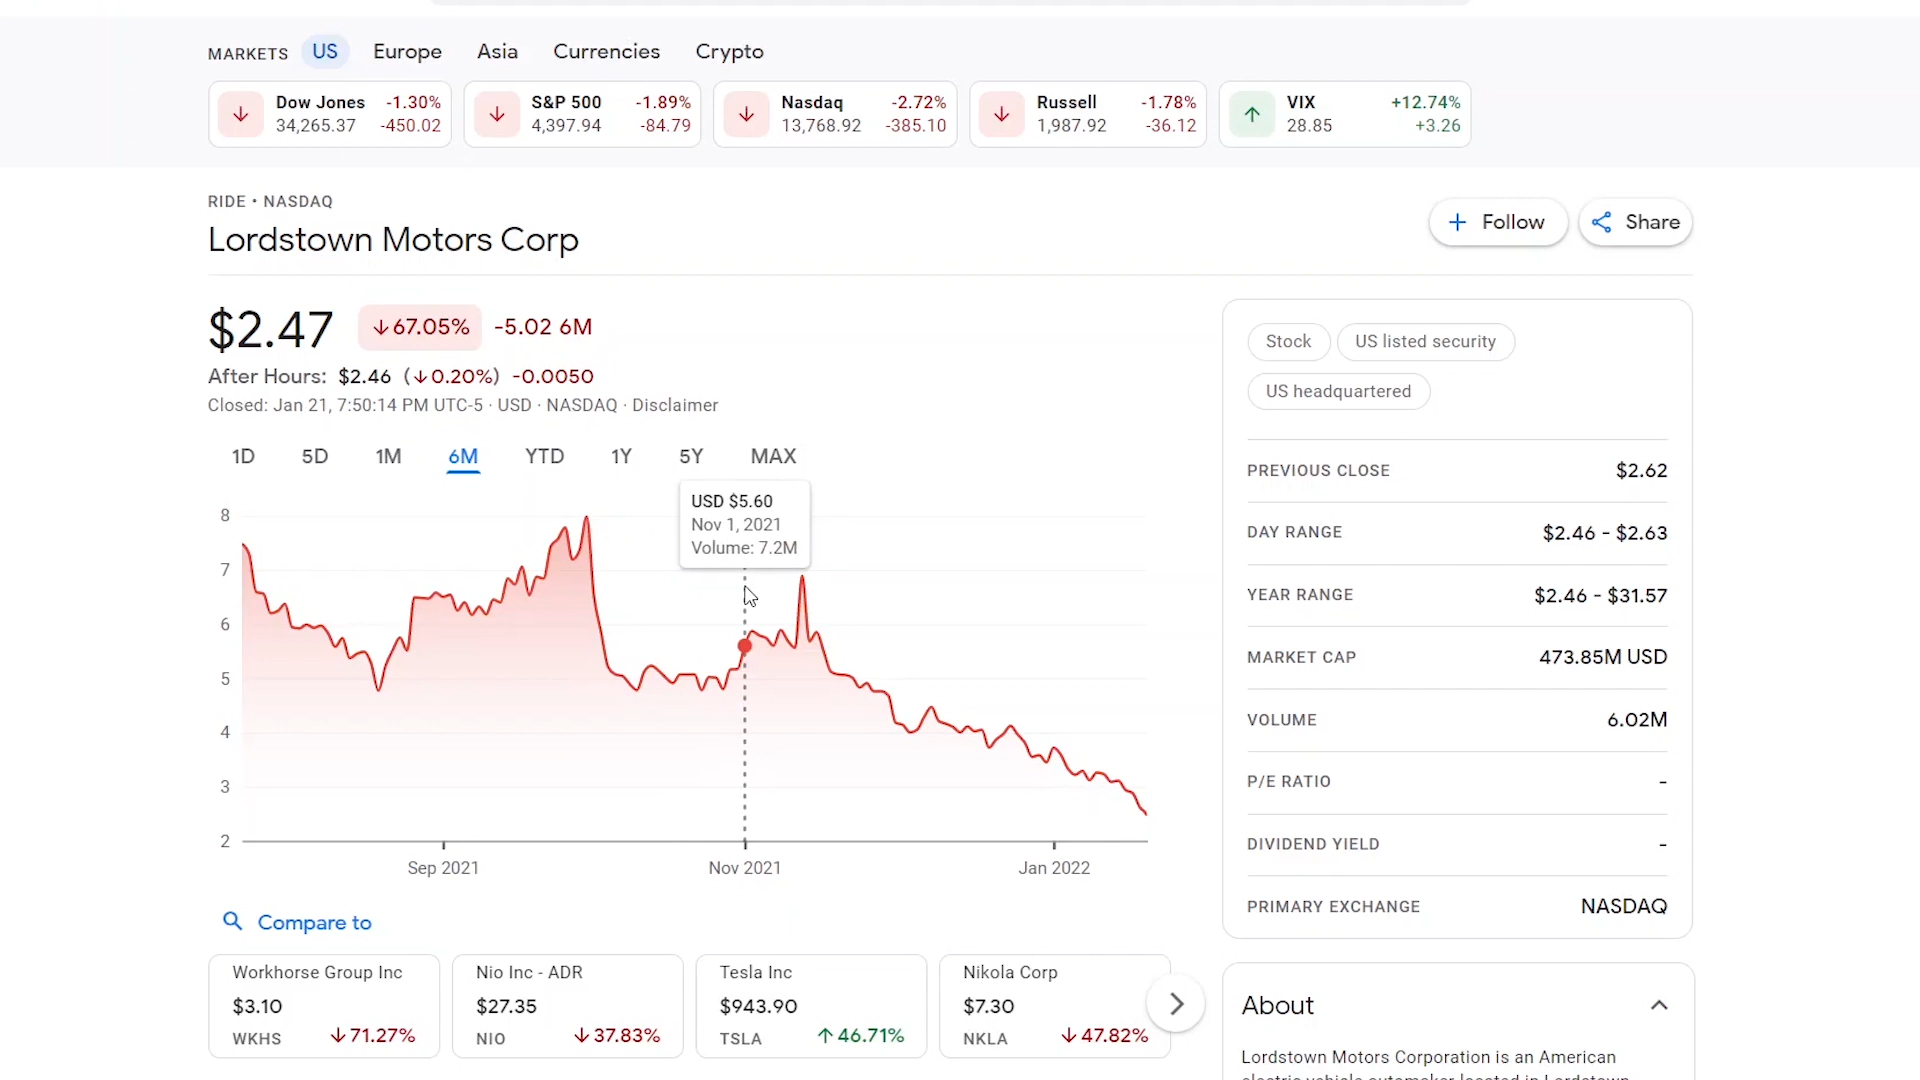 MARKETS US Europe Asia Currencies Crypto
Dow Jones -1.30% S&P 500 -1.89% Nasdaq -2.72% Russell -1.78% VIX +12.74%
34,265.37 -450.02 4,397.94 -84.79 13,768.92 -385.10 1,987.92 -36.12 28.85 +3.26
RIDE • NASDAQ
Lordstown Motors Corp
Follow Share
$2.47 67.05% -5.02 6M
After Hours: $2.46 (↓0.20%) -0.0050
Closed: Jan 21, 7:50:14 PM UTC-5 · USD · NASDAQ · Disclaimer
1D 5D 1M 6M YTD 1Y 5Y MAX
USD $5.60
Nov 1, 2021
Volume: 7.2M
8
7
6
5
4
3
2
Sep 2021 Nov 2021 Jan 2022
Compare to
Workhorse Group Inc
$3.10
WKHS ↓71.27%
Nio Inc - ADR
$27.35
NIO ↓37.83%
Tesla Inc
$943.90
TSLA ↑46.71%
Nikola Corp
$7.30
NKLA ↓47.82%
Stock US listed security
US headquartered
PREVIOUS CLOSE $2.62
DAY RANGE $2.46 - $2.63
YEAR RANGE $2.46 - $31.57
MARKET CAP 473.85M USD
VOLUME 6.02M
P/E RATIO -
DIVIDEND YIELD -
PRIMARY EXCHANGE NASDAQ
About
Lordstown Motors Corporation is an American
electric vehicle automaker located in Lordstown